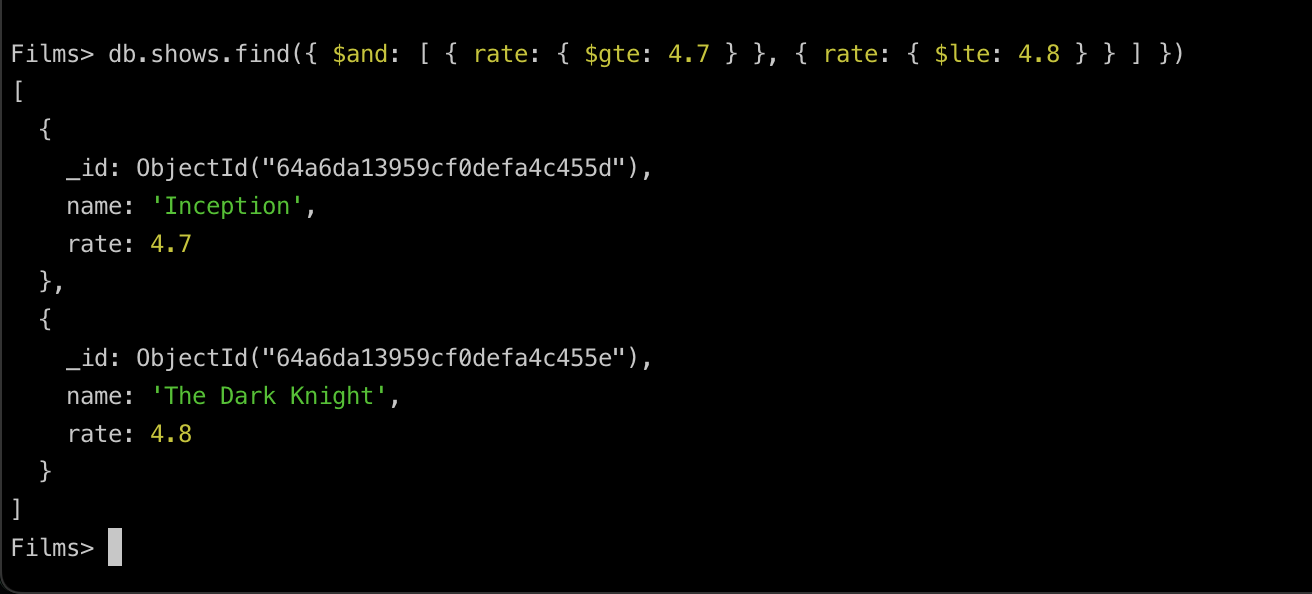 Films> db.shows.find({ $and: [ { rate: { $gte: 4.7 } }, { rate: { $lte: 4.8 } } ] })
[
  {
    _id: ObjectId("64a6da13959cf0defa4c455d"),
    name: 'Inception',
    rate: 4.7
  },
  {
    _id: ObjectId("64a6da13959cf0defa4c455e"),
    name: 'The Dark Knight',
    rate: 4.8
  }
]
Films>